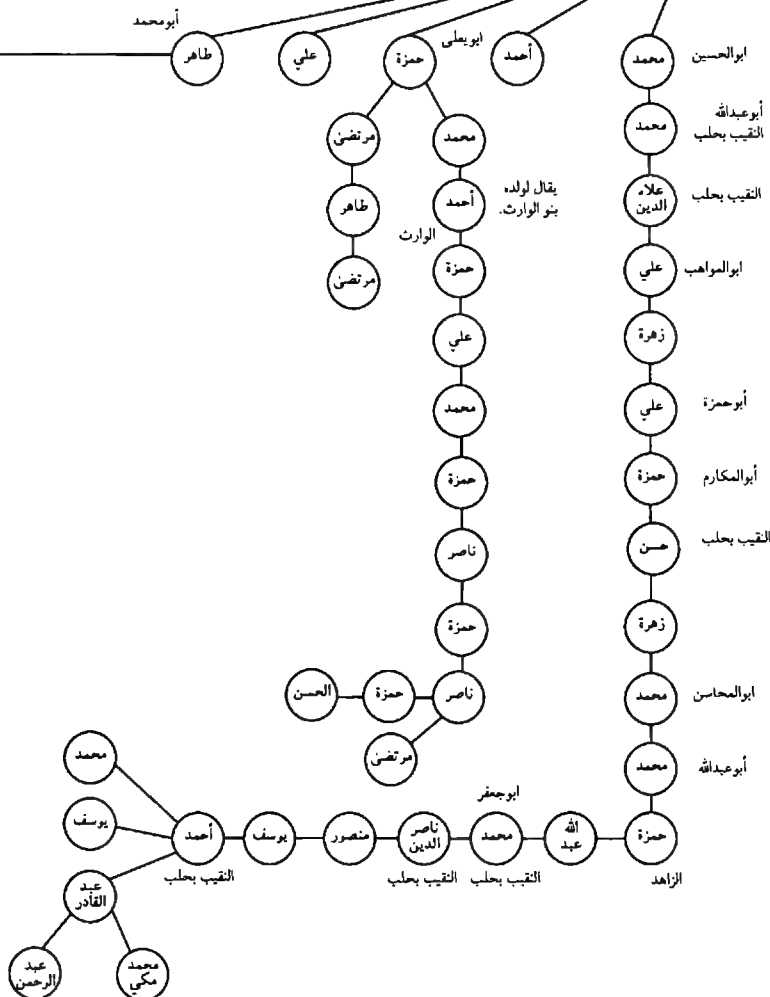 أبومحمد
ابوالحسين
محمد
أحمد
ابويعلى
حمزة
علي
طاهر
أبوعبدالله
النقيب بحلب
محمد
محمد
مرتضىٰ
النقيب بحلب
علاء
الدين
يقال لولده
بنو الوارث.
أحمد
طاهر
الوارث
ابوالمواهب
علي
حمزة
مرتضىٰ
زهرة
علي
أبوحمزة
علي
محمد
أبوالمكارم
حمزة
حمزة
النقيب بحلب
حسن
ناصر
زهرة
حمزة
ابوالمحاسن
محمد
ناصر
حمزة
الحسن
أبوعبدالله
محمد
مرتضىٰ
محمد
حمزة
الزاهد
الله
عبد
ابوجعفر
محمد
النقيب بحلب
ناصر
الدين
النقيب بحلب
منصور
يوسف
أحمد
النقيب بحلب
يوسف
عبد
القادر
محمد
مكي
عبد
الرحمن